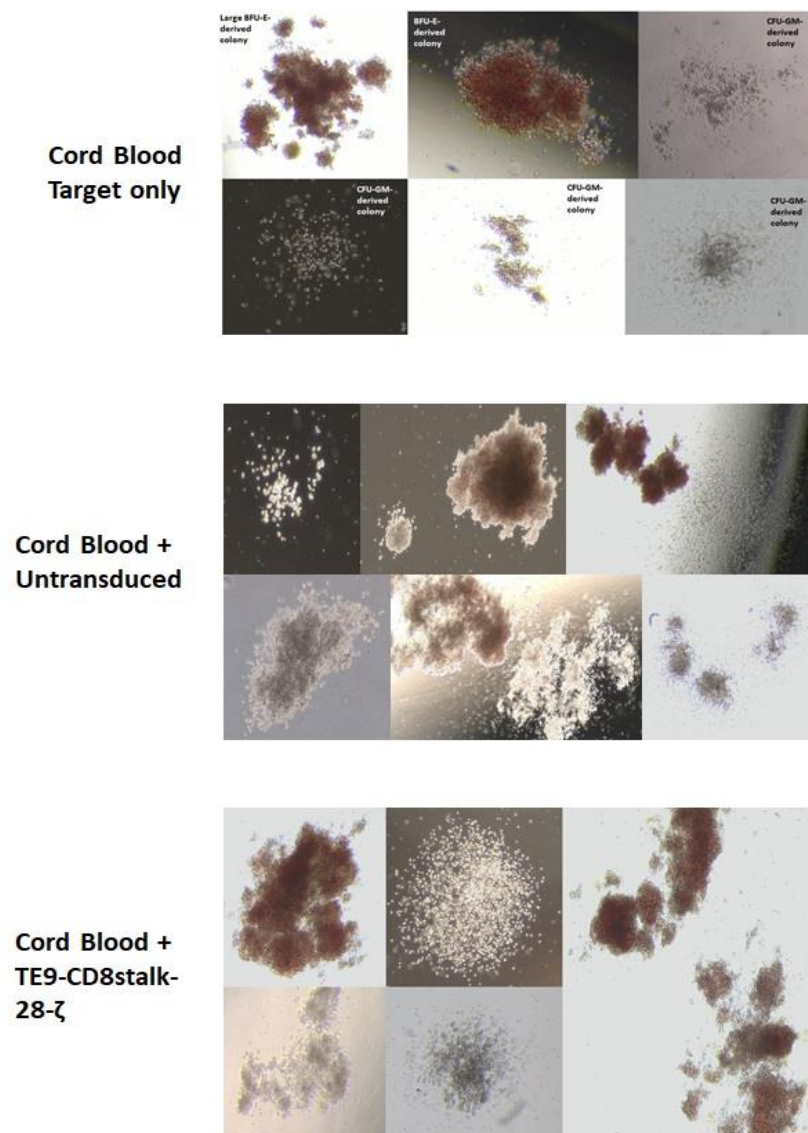 Large BFU-E-
derived colony
BFU-E-
derived
colony
CFU-GM-
derived
colony
Cord Blood
Target only
CFU-GM-
derived
colony
CFU-GM-
derived
colony
CFU-GM-
derived
colony
Cord Blood +
Untransduced
Cord Blood +
TE9-CD8stalk-
28-ζ